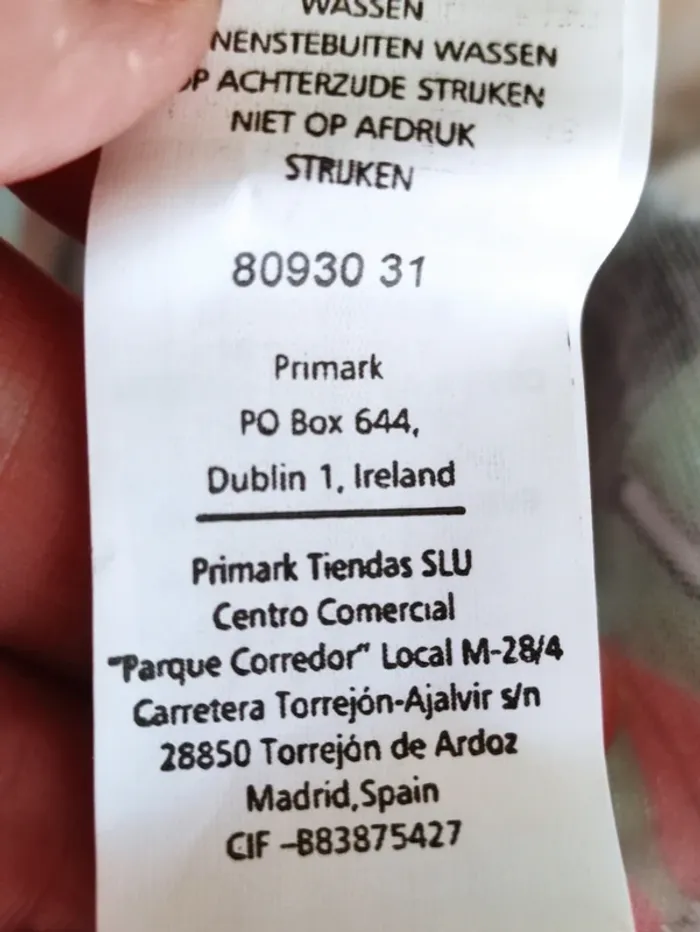 WASSEN
NENSTEBUITEN WASSEN
OP ACHTERZIJDE STRIJKEN
NIET OP AFDRUK
STRIJKEN
80930 31
Primark
PO Box 644,
Dublin 1, Ireland
Primark Tiendas SLU
Centro Comercial
"Parque Corredor" Local M-28/4
Carretera Torrejón-Ajalvir s/n
28850 Torrejón de Ardoz
Madrid,Spain
CIF -B83875427